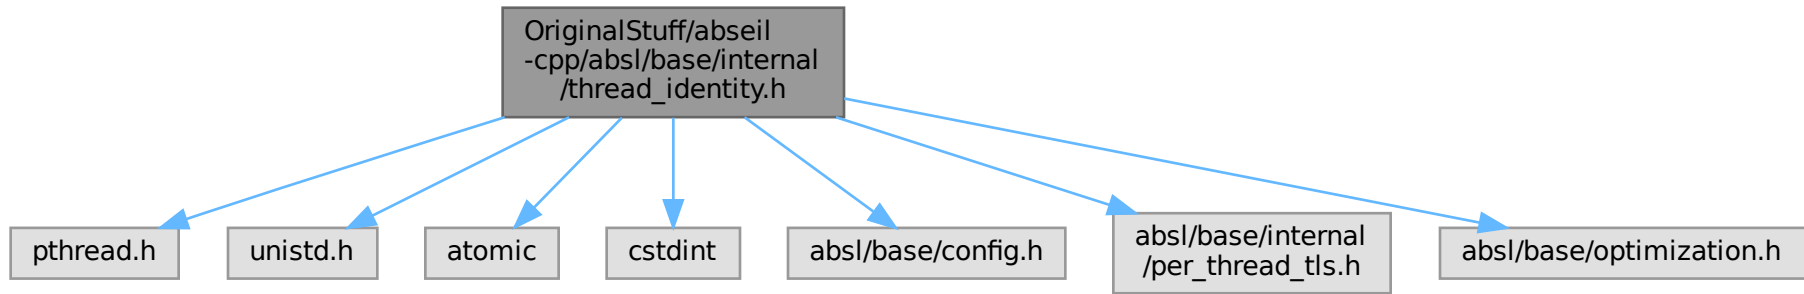 OriginalStuff/abseil
-cpp/absl/base/internal
/thread_identity.h
pthread.h
unistd.h
atomic
cstdint
absl/base/config.h
absl/base/internal
/per_thread_tls.h
absl/base/optimization.h